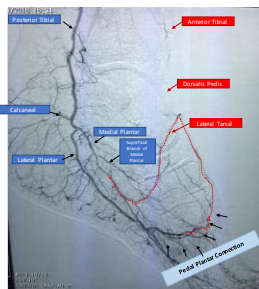 Posterior Tibial
Anterior Tibial
Dorsalis Pedis
Calcaneal
Lateral Tarsal
Medial Plantar
Superficial
Branch of
Medial
Plantar
Lateral Plantar
Pedal Plantar Connection